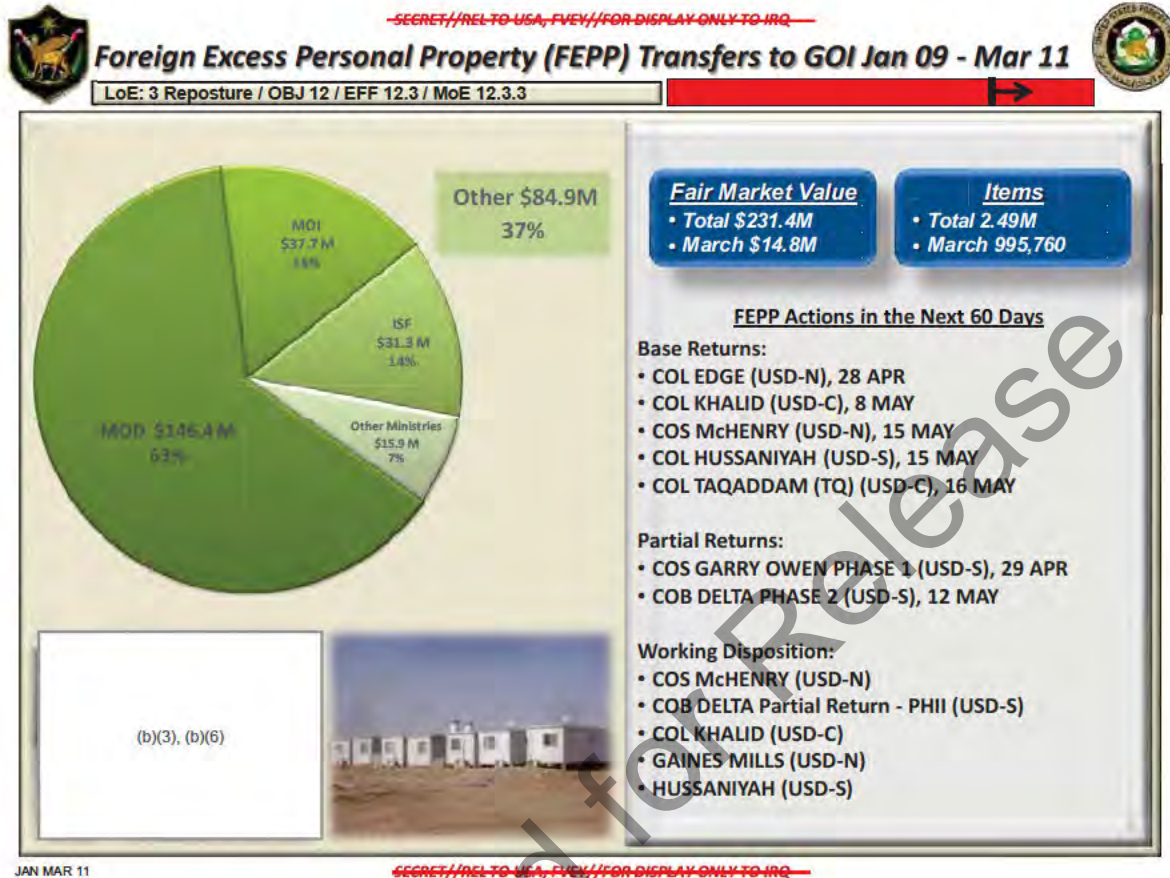 SECRET//REL TO USA, FVEY//FOR DISPLAY ONLY TO IRQ
Foreign Excess Personal Property (FEPP) Transfers to GOI Jan 09 - Mar 11
LoE: 3 Reposture / OBJ 12 / EFF 12.3 / MoE 12.3.3
MOI
$37.7 M
16%
Other $84.9M
37%
ISF
$31.3 M
14%
MOD $146.4 M
63%
Other Ministries
$15.9 M
7%
Fair Market Value
• Total $231.4M
• March $14.8M
Items
• Total 2.49M
• March 995,760
FEPP Actions in the Next 60 Days
Base Returns:
• COL EDGE (USD-N), 28 APR
• COL KHALID (USD-C), 8 MAY
• COS McHENRY (USD-N), 15 MAY
• COL HUSSANIYAH (USD-S), 15 MAY
• COL TAQADDAM (TQ) (USD-C), 16 MAY
Partial Returns:
• COS GARRY OWEN PHASE 1 (USD-S), 29 APR
• COB DELTA PHASE 2 (USD-S), 12 MAY
Working Disposition:
• COS McHENRY (USD-N)
• COB DELTA Partial Return - PHII (USD-S)
• COL KHALID (USD-C)
• GAINES MILLS (USD-N)
• HUSSANIYAH (USD-S)
(b)(3), (b)(6)
d for Release
JAN MAR 11
SECRET//REL TO USA, FVEY//FOR DISPLAY ONLY TO IRQ